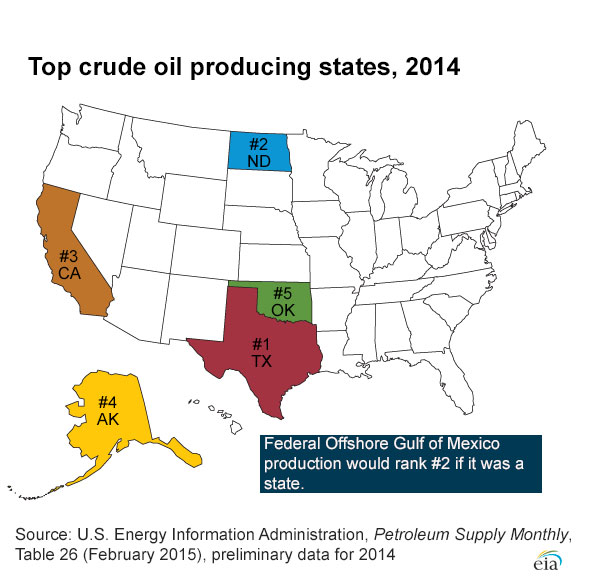 Top crude oil producing states, 2014
#2
ND
#3
CA
#5
OK
#1
TX
#4
AK
Federal Offshore Gulf of Mexico
production would rank #2 if it was a
state.
Source: U.S. Energy Information Administration, Petroleum Supply Monthly,
Table 26 (February 2015), preliminary data for 2014
eia